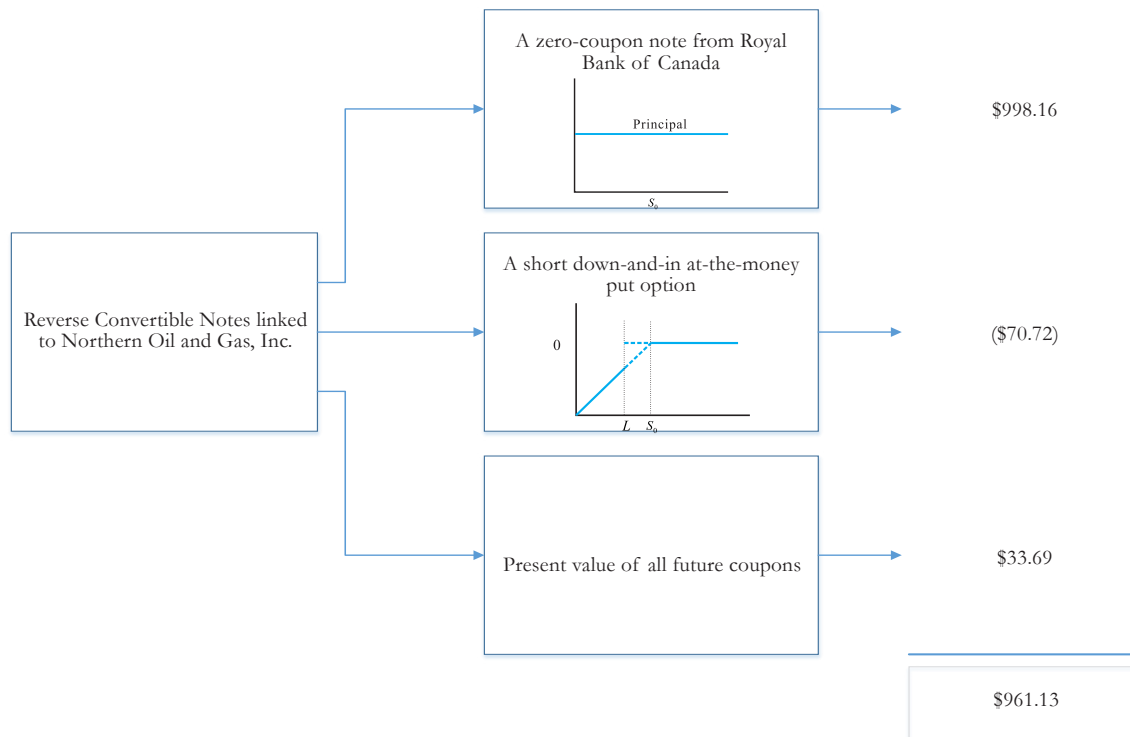 A zero-coupon note from Royal
Bank of Canada
Principal
S₀
$998.16
Reverse Convertible Notes linked
to Northern Oil and Gas, Inc.
A short down-and-in at-the-money
put option
0
L S₀
($70.72)
Present value of all future coupons
$33.69
$961.13